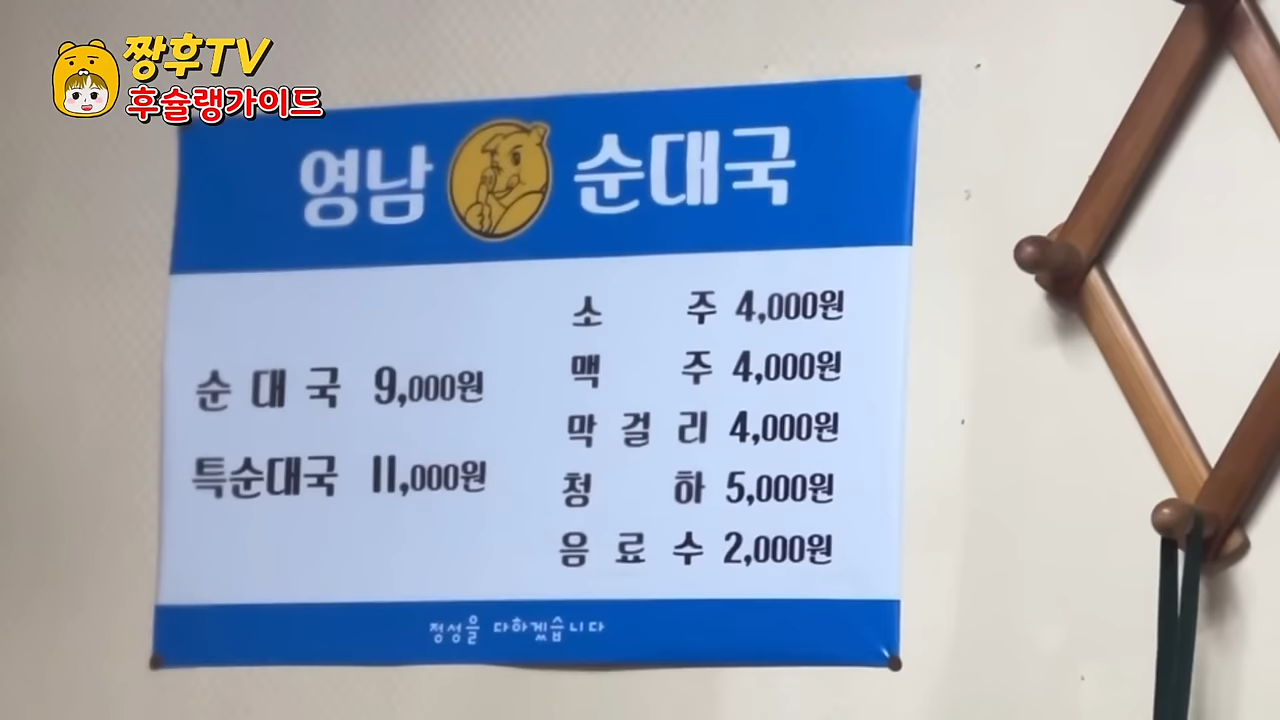 짱후TV
후슐랭가이드
영남 순대국
순대국 9,000원
특순대국 11,000원
소주 4,000원
맥주 4,000원
막걸리 4,000원
청하 5,000원
음료수 2,000원
정성을 다하겠습니다